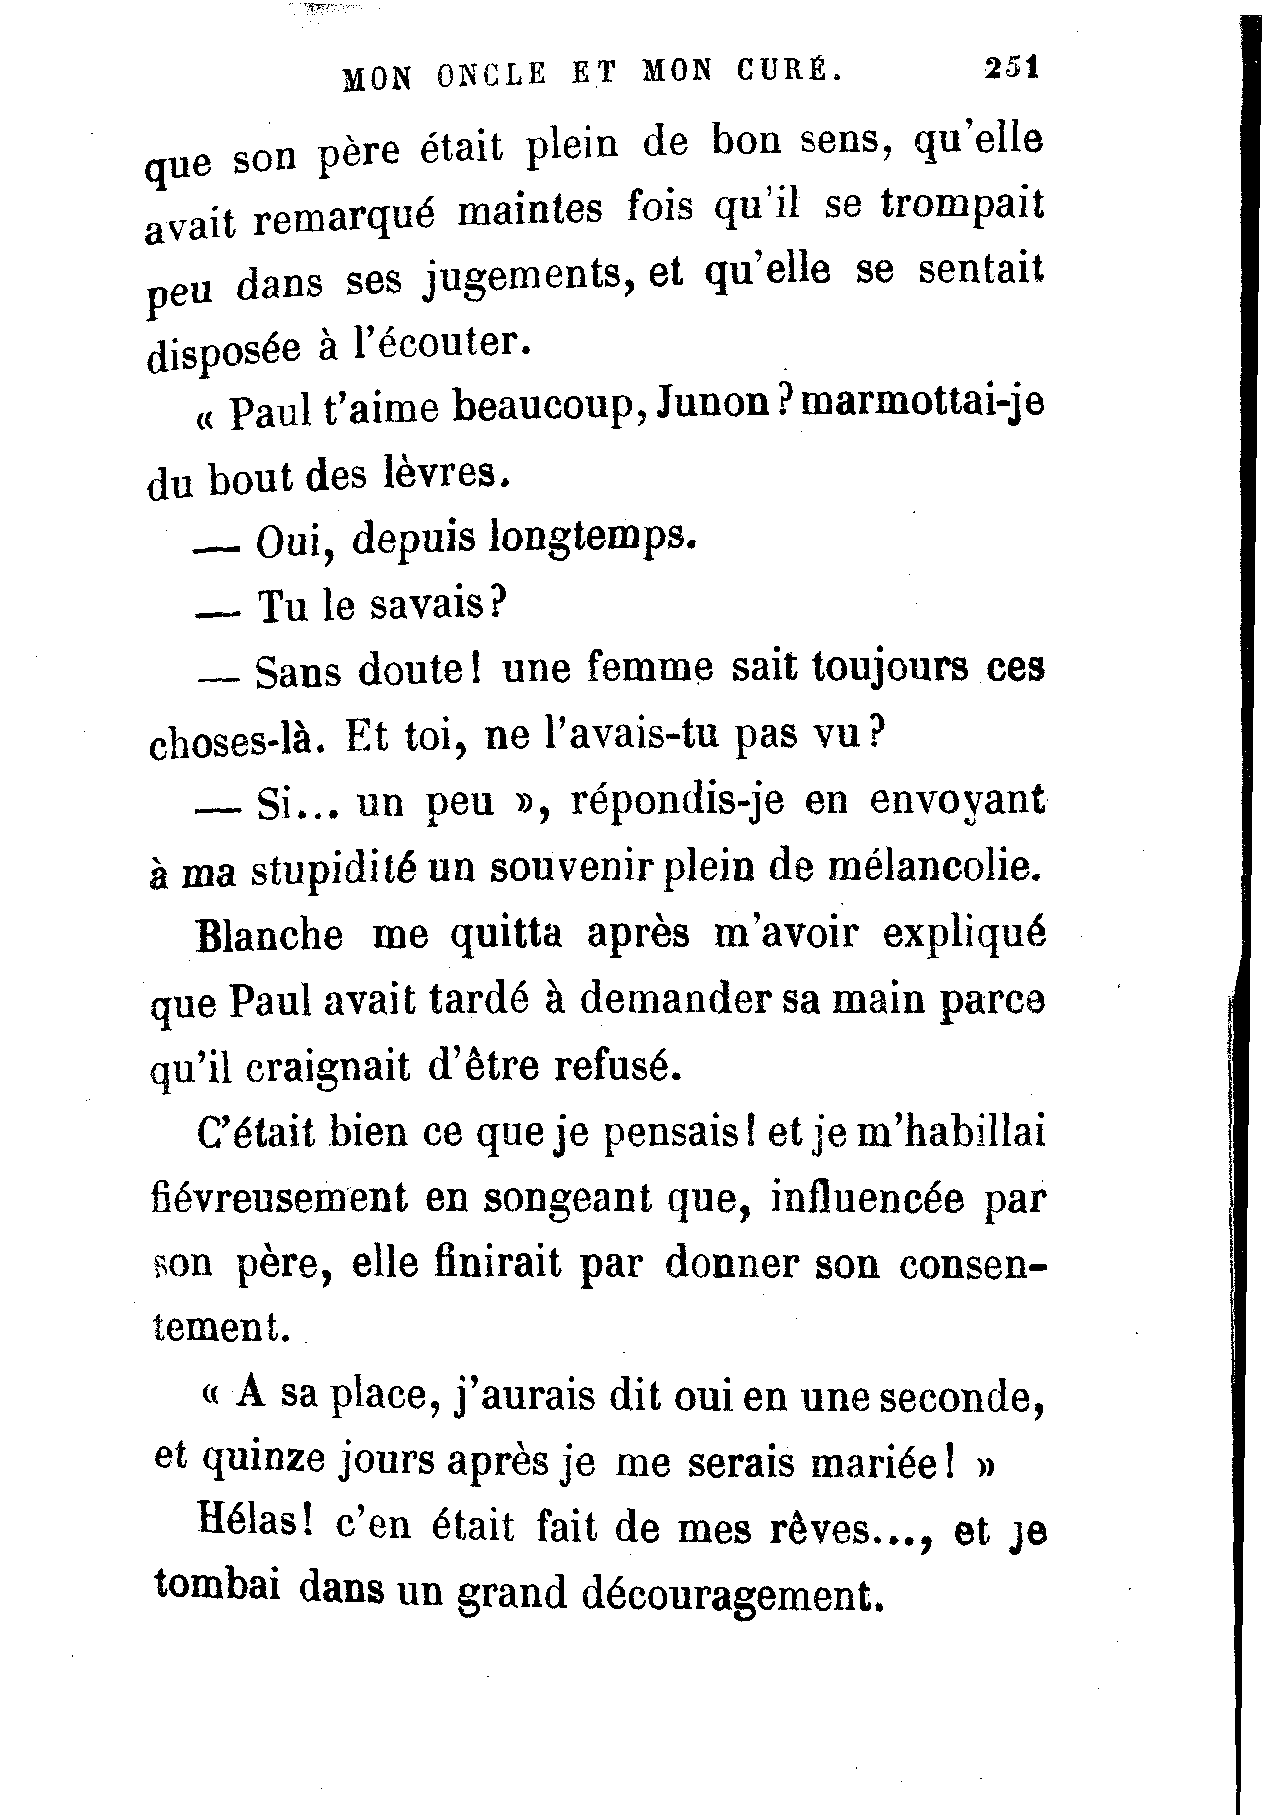 MON ONCLE ET MON CURÉ. 251
que son père était plein de bon sens, qu'elle
avait remarqué maintes fois qu'il se trompait
peu dans ses jugements, et qu'elle se sentait
disposée à l'écouter.
« Paul t'aime beaucoup, Junon ? marmottai-je
du bout des lèvres.
— Oui, depuis longtemps.
— Tu le savais ?
— Sans doute ! une femme sait toujours ces
choses-là. Et toi, ne l'avais-tu pas vu ?
— Si... un peu », répondis-je en envoyant
à ma stupidité un souvenir plein de mélancolie.
Blanche me quitta après m'avoir expliqué
que Paul avait tardé à demander sa main parce
qu'il craignait d'être refusé.
C'était bien ce que je pensais ! et je m'habillai
fiévreusement en songeant que, influencée par
son père, elle finirait par donner son consen-
tement.
« A sa place, j'aurais dit oui en une seconde,
et quinze jours après je me serais mariée ! »
Hélas ! c'en était fait de mes rêves..., et je
tombai dans un grand découragement.